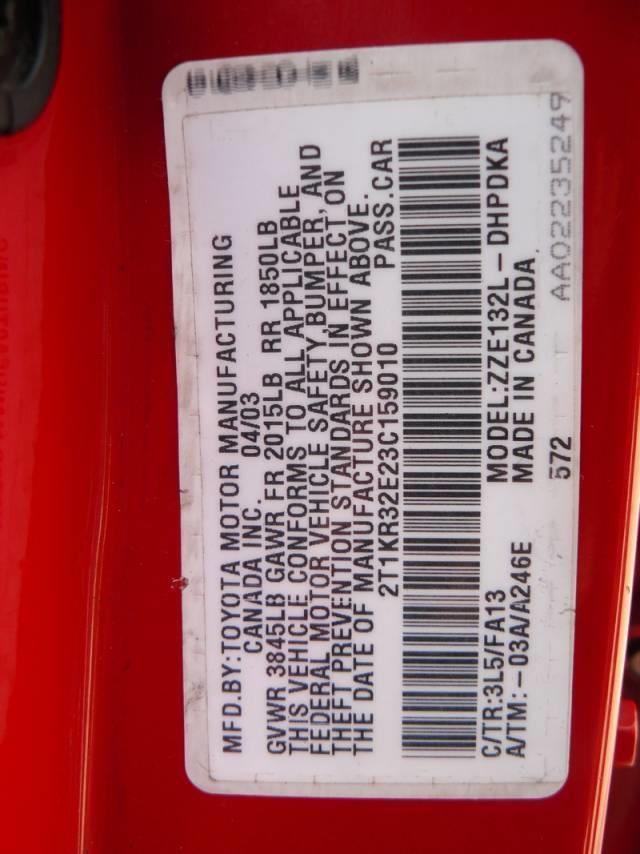 MFD.BY:TOYOTA MOTOR MANUFACTURING
CANADA INC. 04/03
GVWR 3845LB GAWR FR 2015LB RR 1850LB
THIS VEHICLE CONFORMS TO ALL APPLICABLE
FEDERAL MOTOR VEHICLE SAFETY,BUMPER, AND
THEFT PREVENTION STANDARDS IN EFFECT ON
THE DATE OF MANUFACTURE SHOWN ABOVE.
2T1KR32E23C159010 PASS.CAR
C/TR:3L5/FA13 MODEL:ZZE132L-DHPDKA
A/TM:-03A/A246E MADE IN CANADA
572 AA02235249